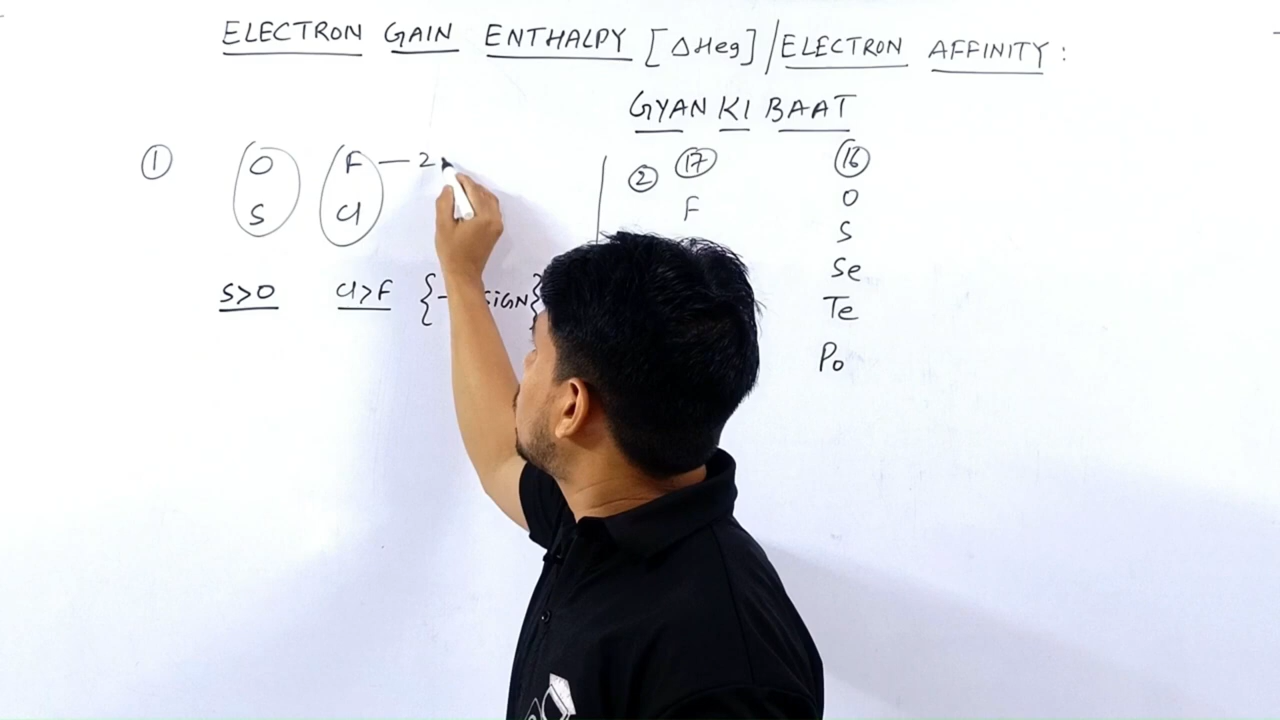 ELECTRON GAIN ENTHALPY [ΔHeg]/ELECTRON AFFINITY:
GYAN KI BAAT
① O F — 2
S Cl
S>O Cl>F {- SIGN}
② ⑰ ⑯
F O
S
Se
Te
Po